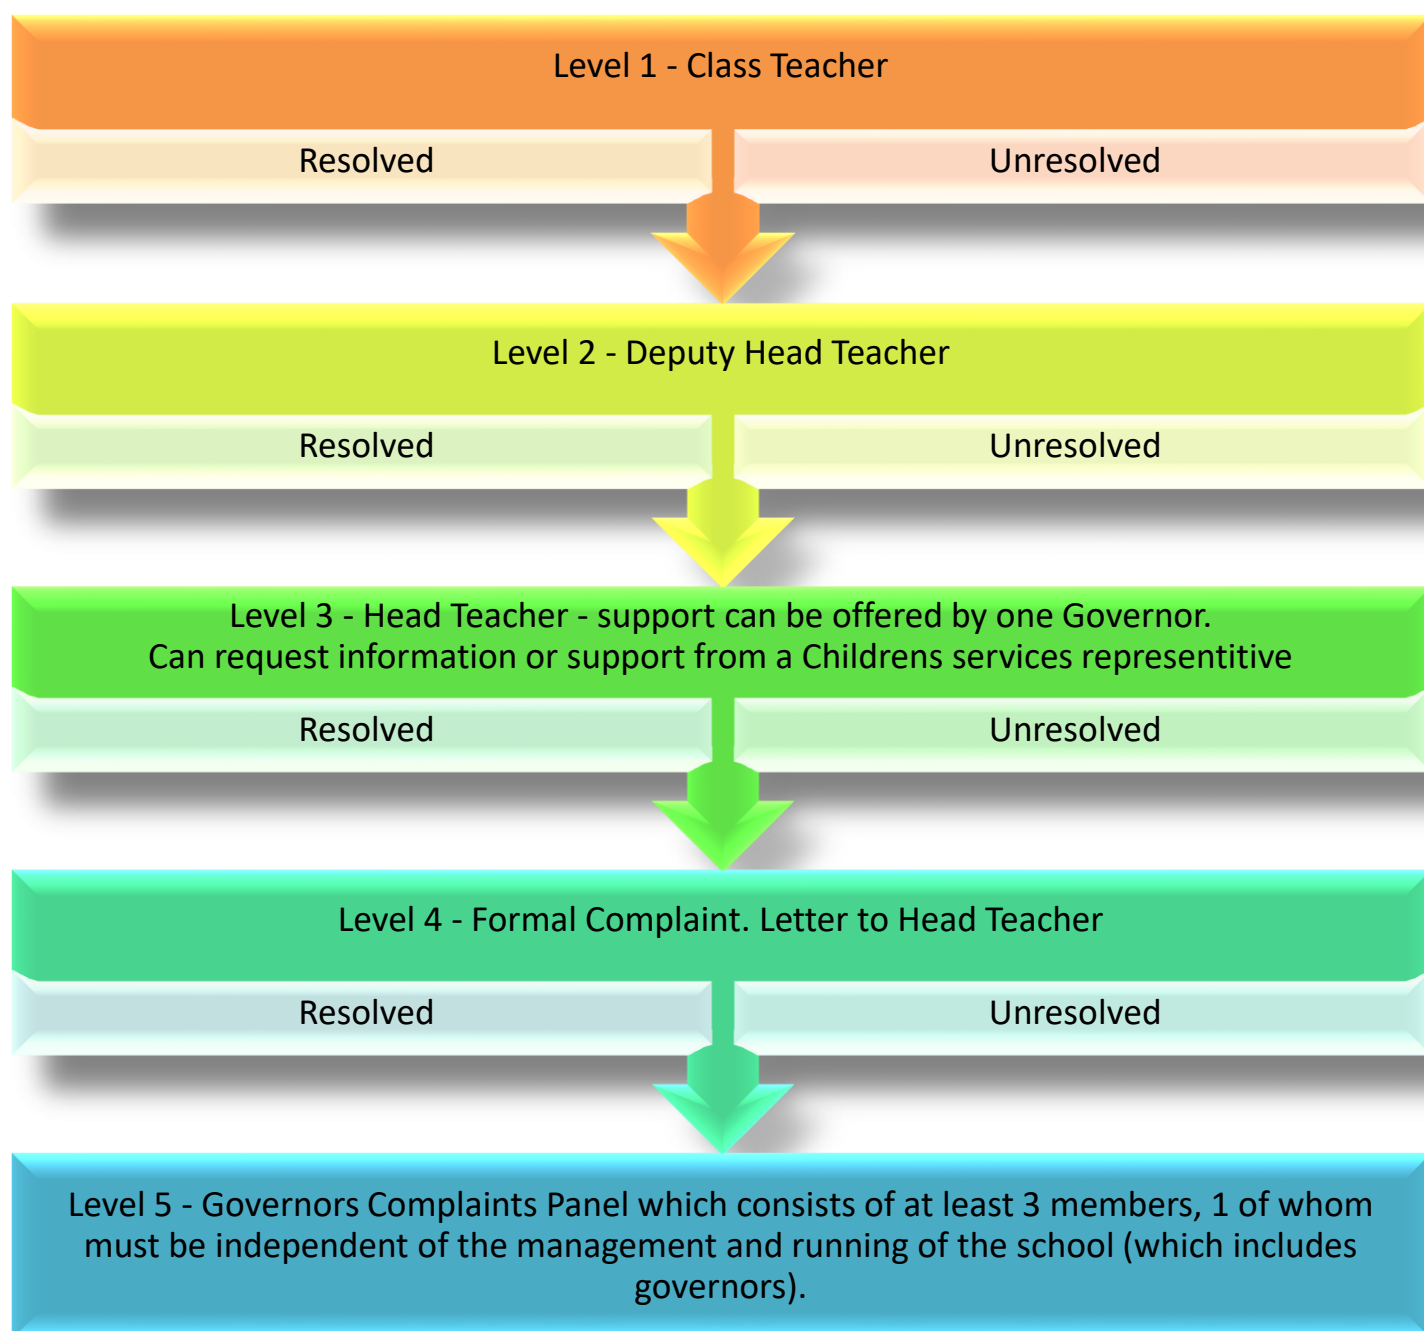 Level 1 - Class Teacher
Resolved
Unresolved
Level 2 - Deputy Head Teacher
Resolved
Unresolved
Level 3 - Head Teacher - support can be offered by one Governor.
Can request information or support from a Childrens services representitive
Resolved
Unresolved
Level 4 - Formal Complaint. Letter to Head Teacher
Resolved
Unresolved
Level 5 - Governors Complaints Panel which consists of at least 3 members, 1 of whom
must be independent of the management and running of the school (which includes
governors).